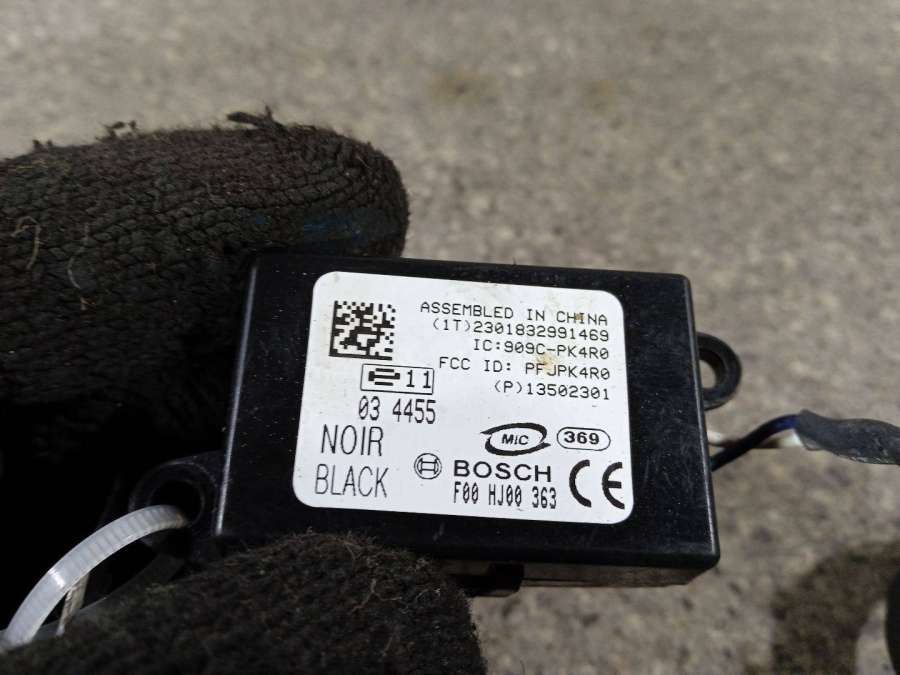 ASSEMBLED IN CHINA
(1T)2301832991469
IC:909C-PK4R0
FCC ID: PFJPK4R0
(P)13502301
e11
03 4455
MIC
369
NOIR
BLACK
BOSCH
F00 HJ00 363
CE